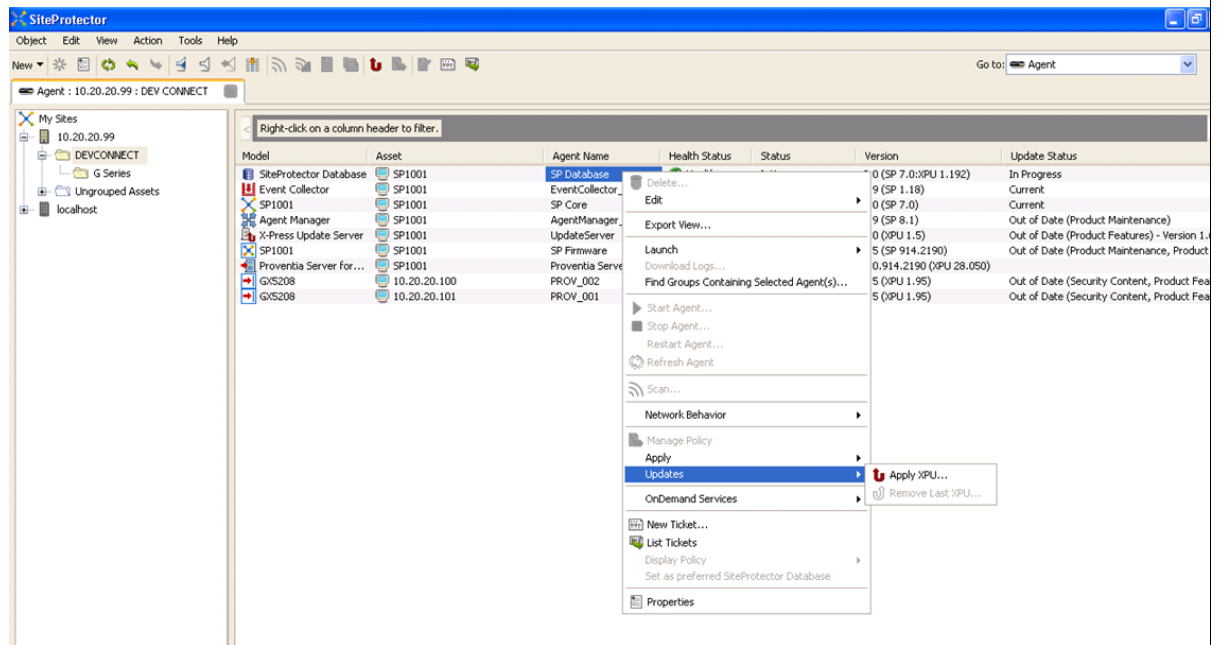 SiteProtector
Object Edit View Action Tools Help
New Go to: Agent
Agent : 10.20.20.99 : DEV CONNECT
My Sites
10.20.20.99
DEVCONNECT
G Series
Ungrouped Assets
localhost
Right-click on a column header to filter.
Model Asset Agent Name Health Status Status Version Update Status
SiteProtector Database SP1001 SP Database 0 (SP 7.0:XPU 1.192) In Progress
Event Collector SP1001 EventCollector_ 9 (SP 1.18) Current
SP1001 SP1001 SP Core 0 (SP 7.0) Current
Agent Manager SP1001 AgentManager_ 9 (SP 8.1) Out of Date (Product Maintenance)
X-Press Update Server SP1001 UpdateServer 0 (XPU 1.5) Out of Date (Product Features) - Version 1.
SP1001 SP1001 SP Firmware 5 (SP 914.2190) Out of Date (Product Maintenance, Product
Proventia Server for... SP1001 Proventia Serve 0.914.2190 (XPU 28.050)
GX5208 10.20.20.100 PROV_002 5 (XPU 1.95) Out of Date (Security Content, Product Fea
GX5208 10.20.20.101 PROV_001 5 (XPU 1.95) Out of Date (Security Content, Product Fea
Delete...
Edit
Export View...
Launch
Download Logs...
Find Groups Containing Selected Agent(s)...
Start Agent...
Stop Agent...
Restart Agent...
Refresh Agent
Scan...
Network Behavior
Manage Policy
Apply
Updates
Apply XPU...
Remove Last XPU...
OnDemand Services
New Ticket...
List Tickets
Display Policy
Set as preferred SiteProtector Database
Properties